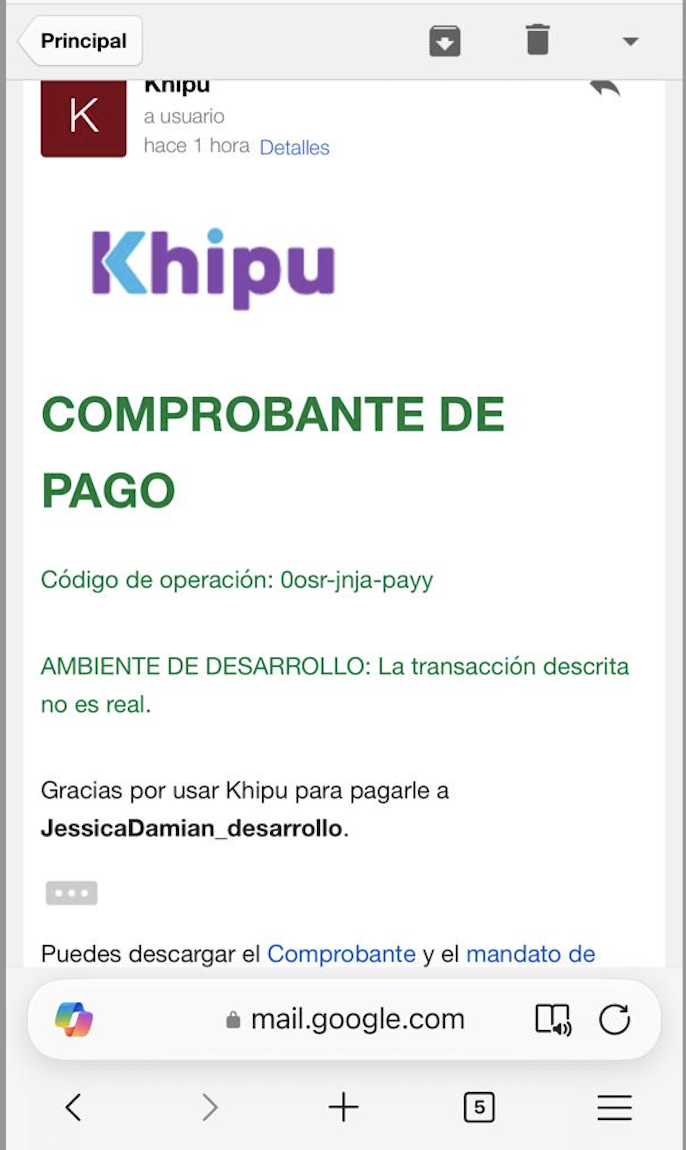 Principal
Khipu
K
a usuario
hace 1 hora Detalles
Khipu
COMPROBANTE DE
PAGO
Código de operación: 0osr-jnja-payy
AMBIENTE DE DESARROLLO: La transacción descrita
no es real.
Gracias por usar Khipu para pagarle a
JessicaDamian_desarrollo.
Puedes descargar el Comprobante y el mandato de
mail.google.com
5